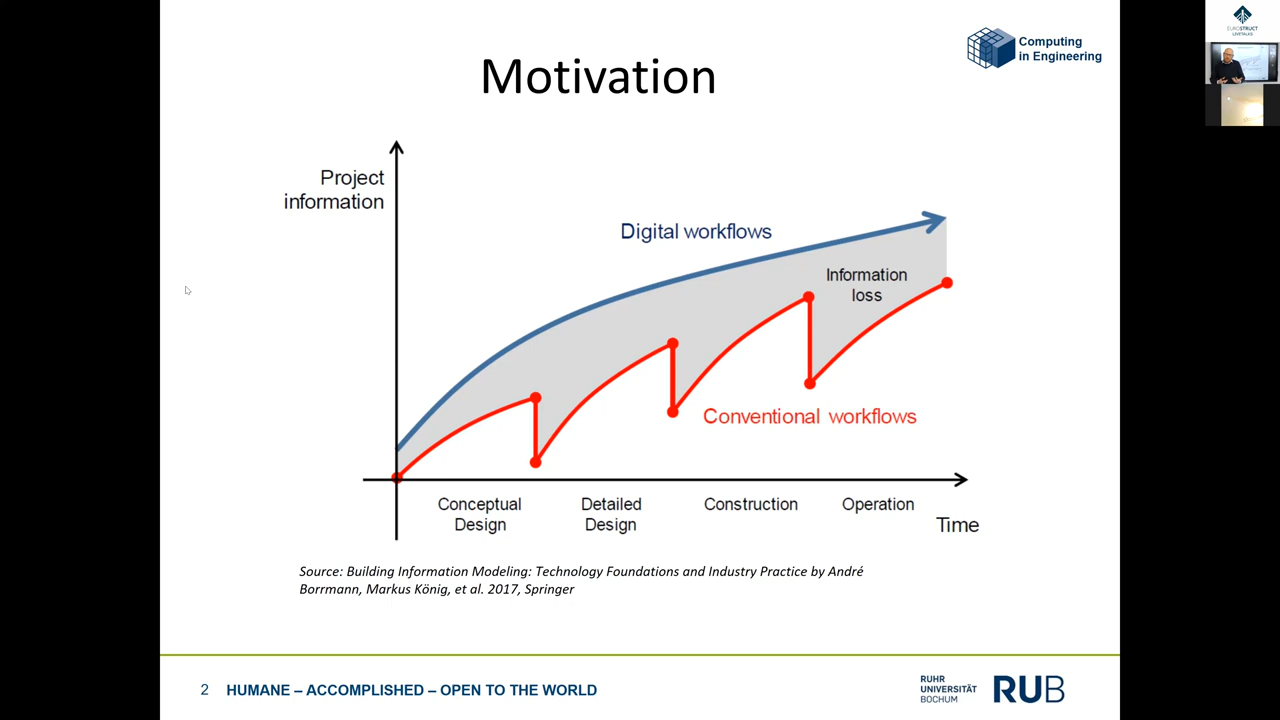 Motivation
Computing
in Engineering
EUROSTRUCT
LIVETALKS
Project
information
Digital workflows
Information
loss
Conventional workflows
Conceptual
Design
Detailed
Design
Construction
Operation
Time
Source: Building Information Modeling: Technology Foundations and Industry Practice by André
Borrmann, Markus König, et al. 2017, Springer
2 HUMANE – ACCOMPLISHED – OPEN TO THE WORLD
RUHR
UNIVERSITÄT
BOCHUM
RUB